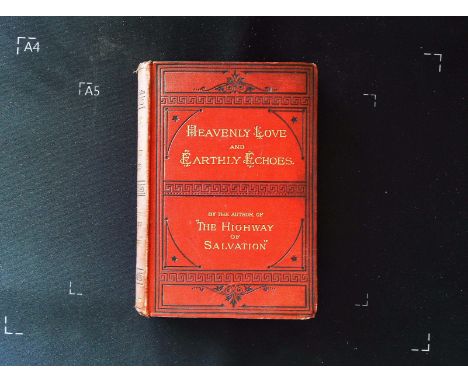 A4
A5
HEAVENLY LOVE
AND
EARTHLY ECHOES.
BY THE AUTHOR OF
"THE HIGHWAY
OF
SALVATION"